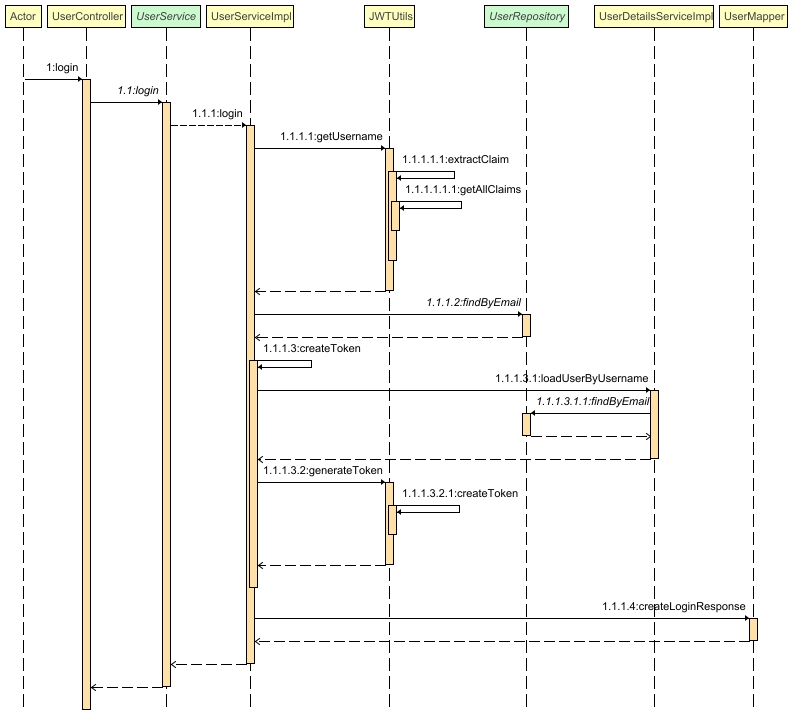 Actor
UserController
UserService
UserServiceImpl
JWTUtils
UserRepository
UserDetailsServiceImpl
UserMapper
1:login
1.1:login
1.1.1:login
1.1.1.1:getUsername
1.1.1.1.1:extractClaim
1.1.1.1.1.1:getAllClaims
1.1.1.2:findByEmail
1.1.1.3:createToken
1.1.1.3.1:loadUserByUsername
1.1.1.3.1.1:findByEmail
1.1.1.3.2:generateToken
1.1.1.3.2.1:createToken
1.1.1.4:createLoginResponse